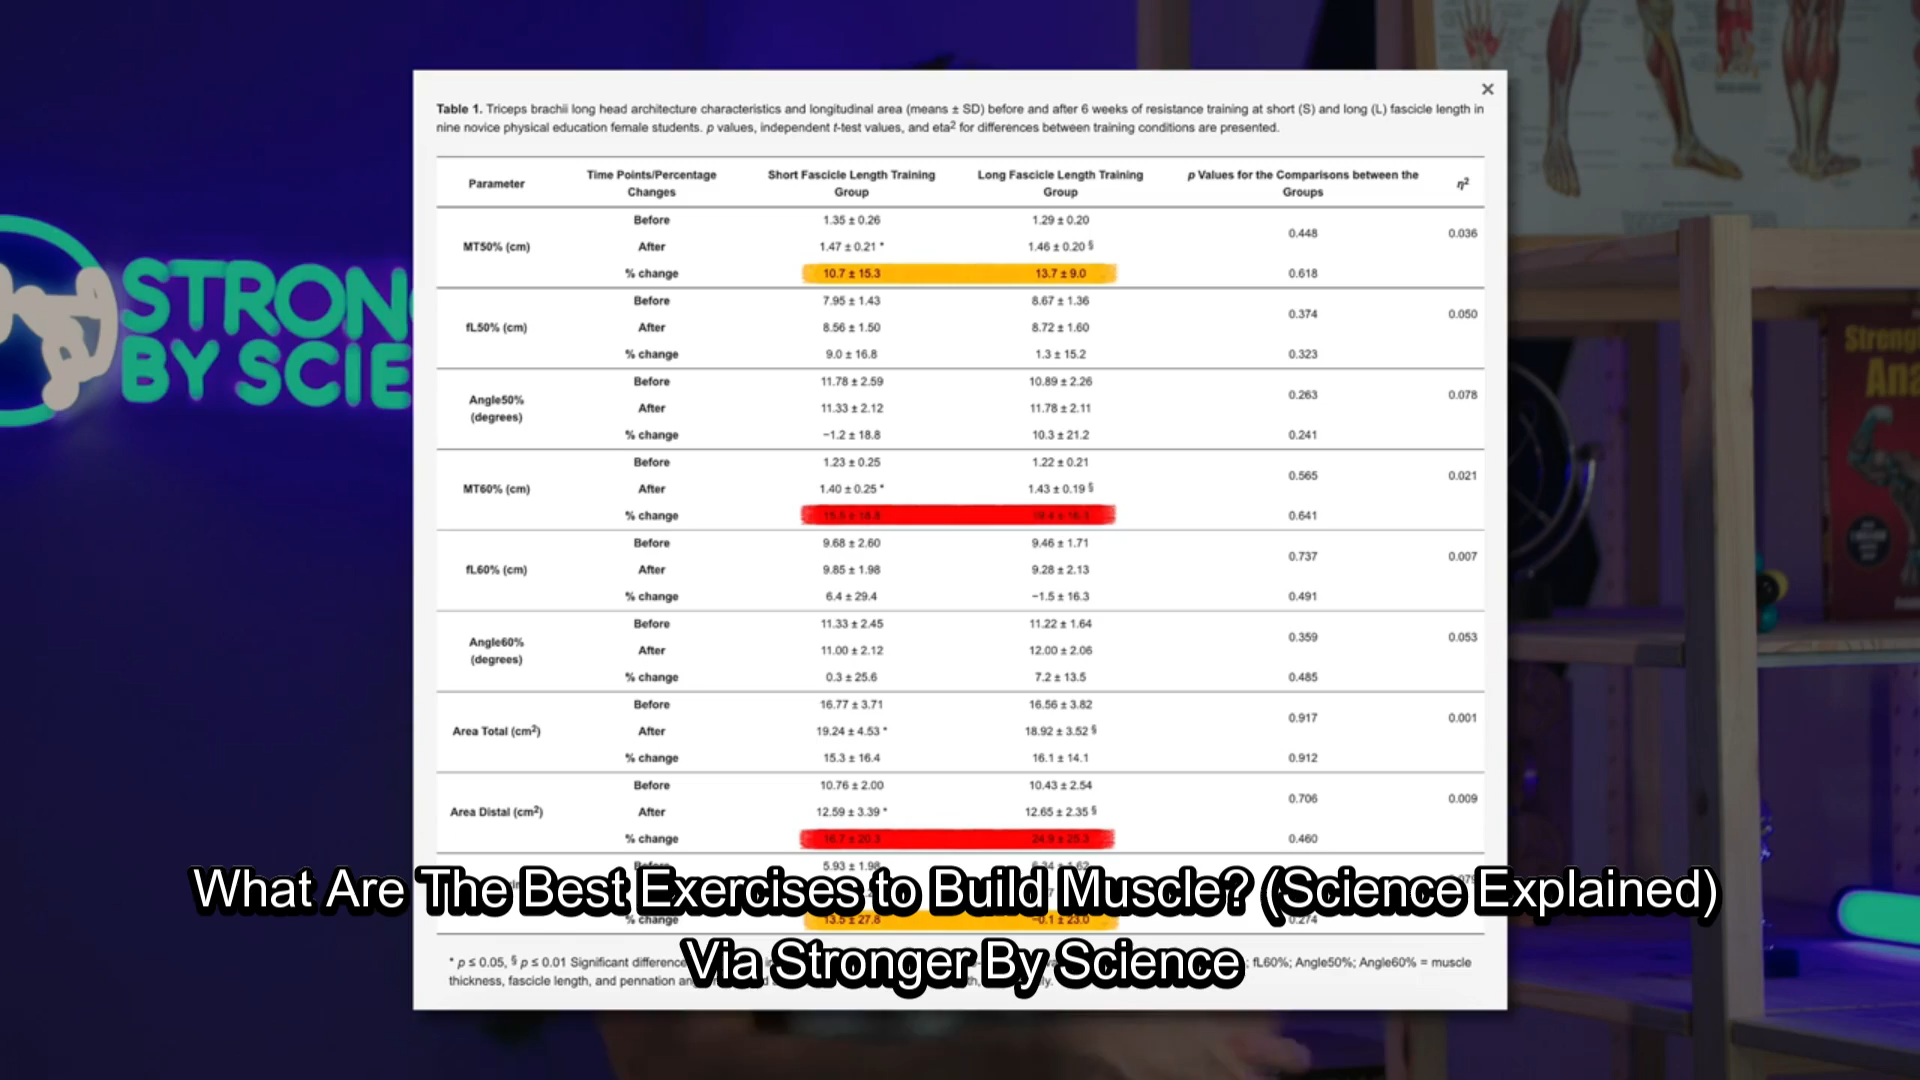 STRON
BY SCIE
Streng
Ana
×
Table 1. Triceps brachii long head architecture characteristics and longitudinal area (means ± SD) before and after 6 weeks of resistance training at short (S) and long (L) fascicle length in
nine novice physical education female students. p values, independent t-test values, and eta2 for differences between training conditions are presented.
Parameter Time Points/Percentage Changes Short Fascicle Length Training Group Long Fascicle Length Training Group p Values for the Comparisons between the Groups η2
MT50% (cm)
Before 1.35 ± 0.26 1.29 ± 0.20 0.448 0.036
After 1.47 ± 0.21 * 1.46 ± 0.20 §
% change 10.7 ± 15.3 13.7 ± 9.0 0.618
fL50% (cm)
Before 7.95 ± 1.43 8.67 ± 1.36 0.374 0.050
After 8.56 ± 1.50 8.72 ± 1.60
% change 9.0 ± 16.8 1.3 ± 15.2 0.323
Angle50% (degrees)
Before 11.78 ± 2.59 10.89 ± 2.26 0.263 0.078
After 11.33 ± 2.12 11.78 ± 2.11
% change −1.2 ± 18.8 10.3 ± 21.2 0.241
MT60% (cm)
Before 1.23 ± 0.25 1.22 ± 0.21 0.565 0.021
After 1.40 ± 0.25 * 1.43 ± 0.19 §
% change 0.641
fL60% (cm)
Before 9.68 ± 2.60 9.46 ± 1.71 0.737 0.007
After 9.85 ± 1.98 9.28 ± 2.13
% change 6.4 ± 29.4 −1.5 ± 16.3 0.491
Angle60% (degrees)
Before 11.33 ± 2.45 11.22 ± 1.64 0.359 0.053
After 11.00 ± 2.12 12.00 ± 2.06
% change 0.3 ± 25.6 7.2 ± 13.5 0.485
Area Total (cm2)
Before 16.77 ± 3.71 16.56 ± 3.82 0.917 0.001
After 19.24 ± 4.53 * 18.92 ± 3.52 §
% change 15.3 ± 16.4 16.1 ± 14.1 0.912
Area Distal (cm2)
Before 10.76 ± 2.00 10.43 ± 2.54 0.706 0.009
After 12.59 ± 3.39 * 12.65 ± 2.35 §
% change 16.7 ± 20.3 24.9 ± 25.3 0.460
Before 5.93 ± 1.98
% change 13.5 ± 27.8 −0.1 ± 23.0 0.274
What Are The Best Exercises to Build Muscle? (Science Explained)
Via Stronger By Science
* p ≤ 0.05, § p ≤ 0.01 Significant difference ; fL60%; Angle50%; Angle60% = muscle
thickness, fascicle length, and pennation